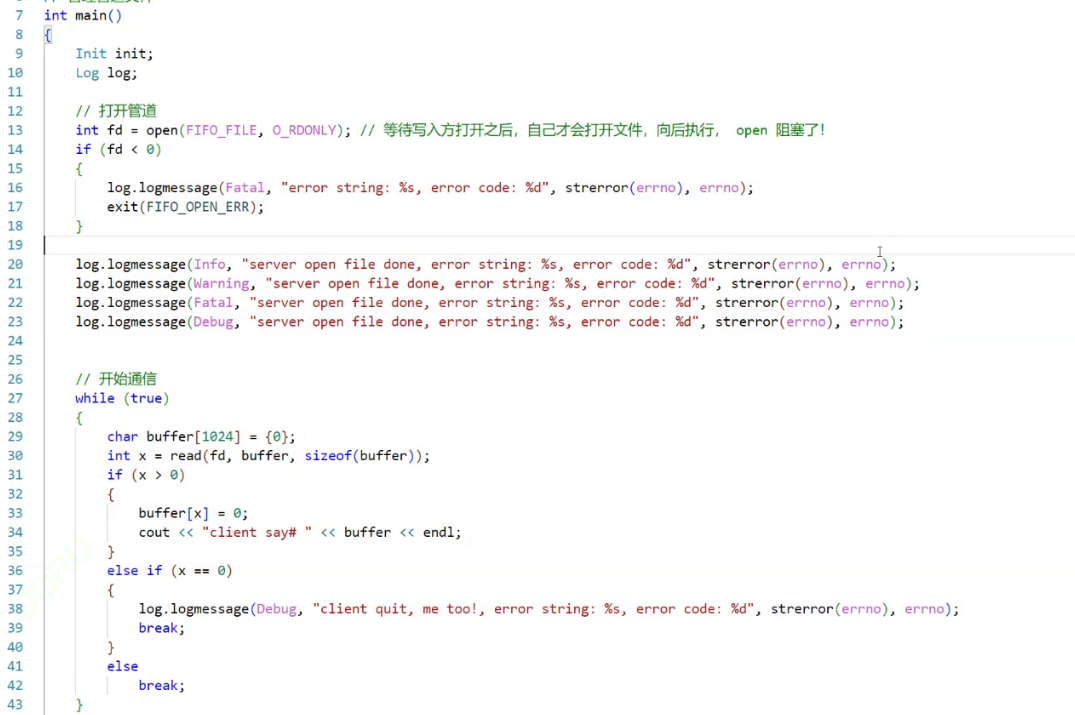 7 int main()
8 {
9     Init init;
10     Log log;
11
12     // 打开管道
13     int fd = open(FIFO_FILE, O_RDONLY); // 等待写入方打开之后，自己才会打开文件，向后执行， open 阻塞了!
14     if (fd < 0)
15     {
16         log.logmessage(Fatal, "error string: %s, error code: %d", strerror(errno), errno);
17         exit(FIFO_OPEN_ERR);
18     }
19
20     log.logmessage(Info, "server open file done, error string: %s, error code: %d", strerror(errno), errno);
21     log.logmessage(Warning, "server open file done, error string: %s, error code: %d", strerror(errno), errno);
22     log.logmessage(Fatal, "server open file done, error string: %s, error code: %d", strerror(errno), errno);
23     log.logmessage(Debug, "server open file done, error string: %s, error code: %d", strerror(errno), errno);
24
25
26     // 开始通信
27     while (true)
28     {
29         char buffer[1024] = {0};
30         int x = read(fd, buffer, sizeof(buffer));
31         if (x > 0)
32         {
33             buffer[x] = 0;
34             cout << "client say# " << buffer << endl;
35         }
36         else if (x == 0)
37         {
38             log.logmessage(Debug, "client quit, me too!, error string: %s, error code: %d", strerror(errno), errno);
39             break;
40         }
41         else
42             break;
43     }